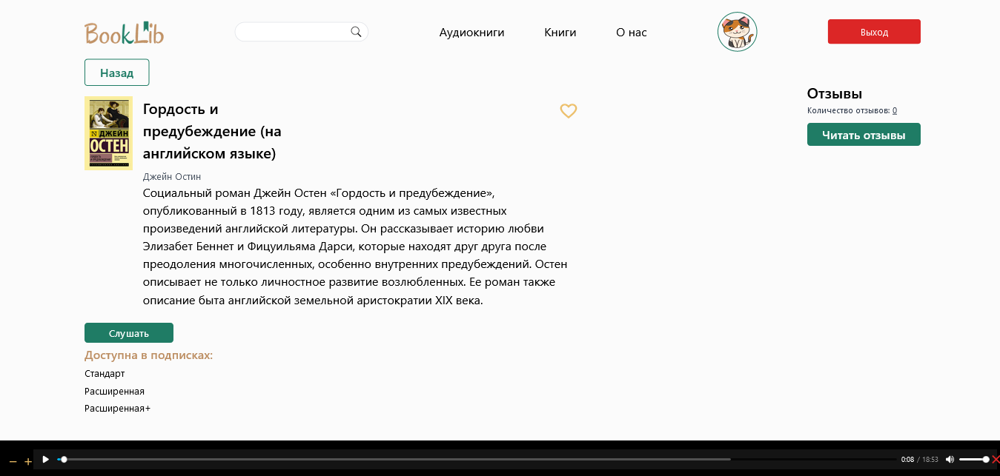 BookLib
Аудиокниги
Книги
О нас
Выход
Назад
ДЖЕЙН
ОСТЕН
Гордость и
предубеждение (на
английском языке)
Джейн Остин
Социальный роман Джейн Остен «Гордость и предубеждение»,
опубликованный в 1813 году, является одним из самых известных
произведений английской литературы. Он рассказывает историю любви
Элизабет Беннет и Фицуильяма Дарси, которые находят друг друга после
преодоления многочисленных, особенно внутренних предубеждений. Остен
описывает не только личностное развитие возлюбленных. Ее роман также
описание быта английской земельной аристократии XIX века.
Отзывы
Количество отзывов: 0
Читать отзывы
Слушать
Доступна в подписках:
Стандарт
Расширенная
Расширенная+
− +
0:08 / 18:53